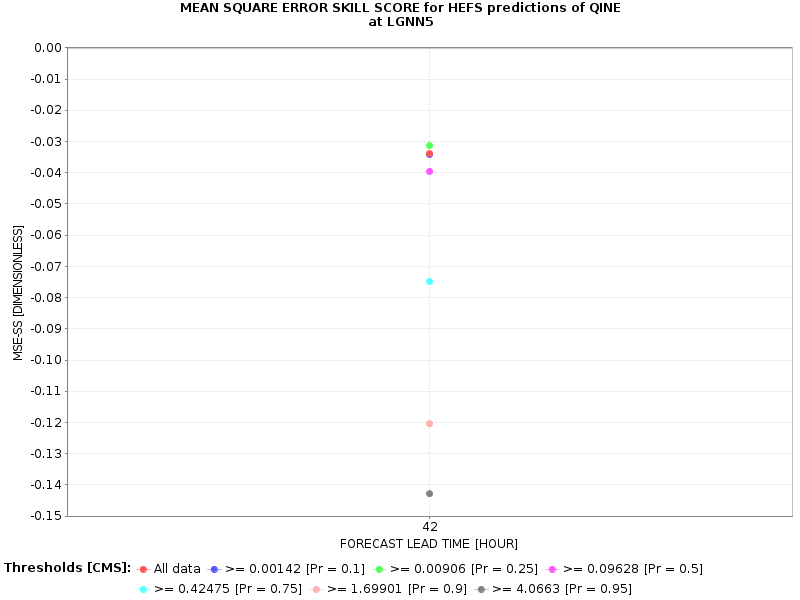 MEAN SQUARE ERROR SKILL SCORE for HEFS predictions of QINE
at LGNN5
0.00
-0.01
-0.02
-0.03
-0.04
-0.05
-0.06
-0.07
-0.08
-0.09
-0.10
-0.11
-0.12
-0.13
-0.14
-0.15
MSE-SS [DIMENSIONLESS]
42
FORECAST LEAD TIME [HOUR]
Thresholds [CMS]: All data >= 0.00142 [Pr = 0.1] >= 0.00906 [Pr = 0.25] >= 0.09628 [Pr = 0.5]
>= 0.42475 [Pr = 0.75] >= 1.69901 [Pr = 0.9] >= 4.0663 [Pr = 0.95]